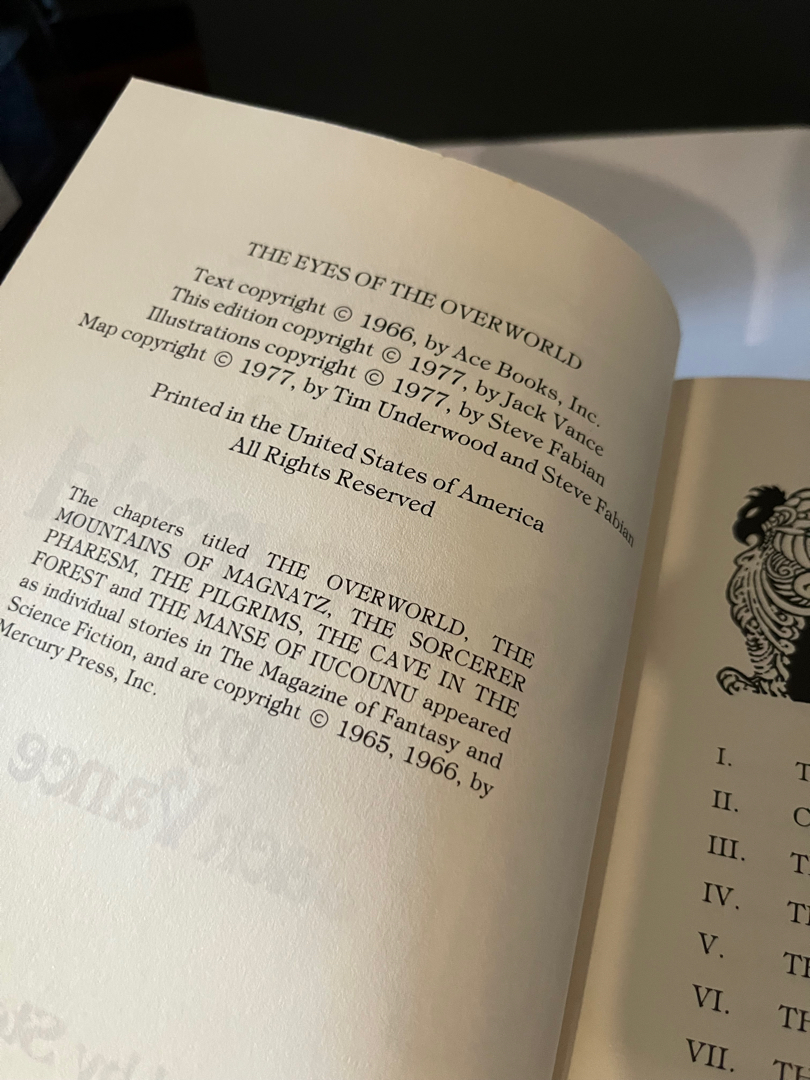 THE EYES OF THE OVERWORLD
Text copyright © 1966, by Ace Books, Inc.
This edition copyright © 1977, by Jack Vance
Illustrations copyright © 1977, by Steve Fabian
Map copyright © 1977, by Tim Underwood and Steve Fabian
Printed in the United States of America
All Rights Reserved
The chapters titled THE OVERWORLD, THE
MOUNTAINS OF MAGNATZ, THE SORCERER
PHARESM, THE PILGRIMS, THE CAVE IN THE
FOREST and THE MANSE OF IUCOUNU appeared
as individual stories in The Magazine of Fantasy and
Science Fiction, and are copyright © 1965, 1966, by
Mercury Press, Inc.
I.
II.
III.
IV.
V.
VI.
VII.